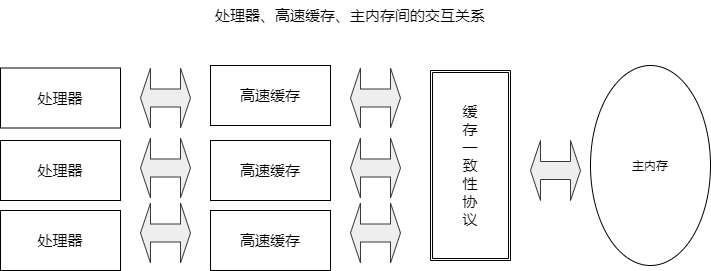 处理器、高速缓存、主内存间的交互关系
处理器
高速缓存
处理器
高速缓存
处理器
高速缓存
缓存一致性协议
主内存